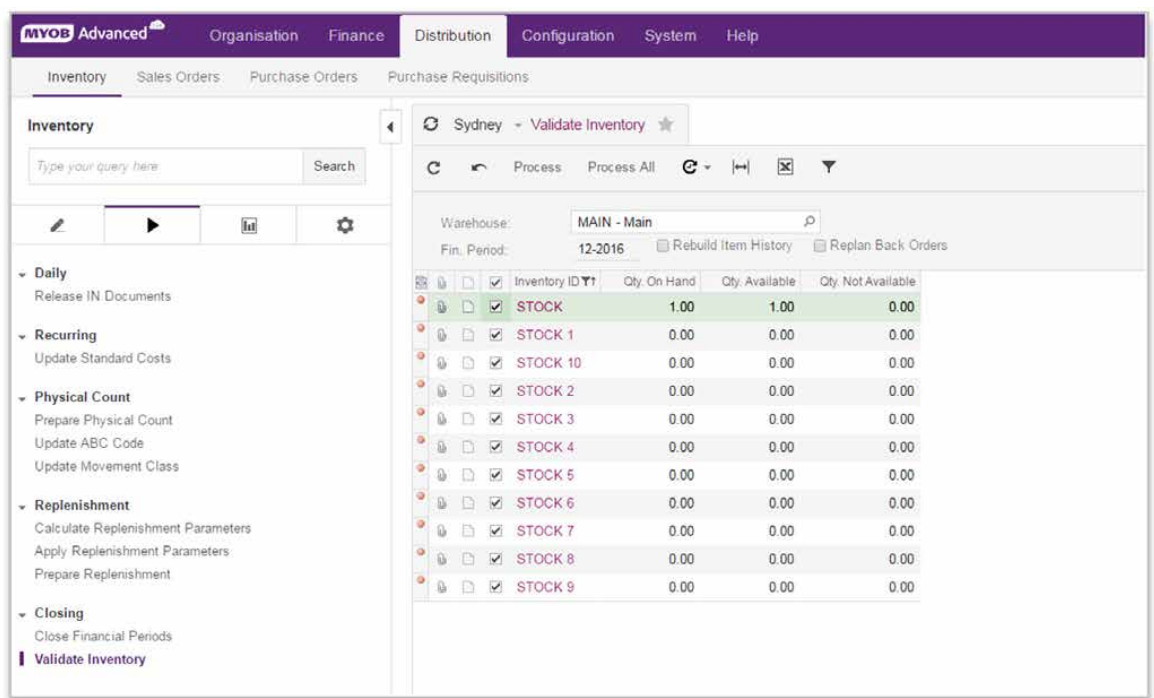 MYOB Advanced Organisation Finance Distribution Configuration System Help
Inventory Sales Orders Purchase Orders Purchase Requisitions
Inventory
Type your query here Search
Daily
Release IN Documents
Recurring
Update Standard Costs
Physical Count
Prepare Physical Count
Update ABC Code
Update Movement Class
Replenishment
Calculate Replenishment Parameters
Apply Replenishment Parameters
Prepare Replenishment
Closing
Close Financial Periods
Validate Inventory
Sydney Validate Inventory
Process Process All
Warehouse: MAIN - Main
Fin. Period: 12-2016 Rebuild Item History Replan Back Orders
Inventory ID Qty. On Hand Qty. Available Qty. Not Available
STOCK 1.00 1.00 0.00
STOCK 1 0.00 0.00 0.00
STOCK 10 0.00 0.00 0.00
STOCK 2 0.00 0.00 0.00
STOCK 3 0.00 0.00 0.00
STOCK 4 0.00 0.00 0.00
STOCK 5 0.00 0.00 0.00
STOCK 6 0.00 0.00 0.00
STOCK 7 0.00 0.00 0.00
STOCK 8 0.00 0.00 0.00
STOCK 9 0.00 0.00 0.00